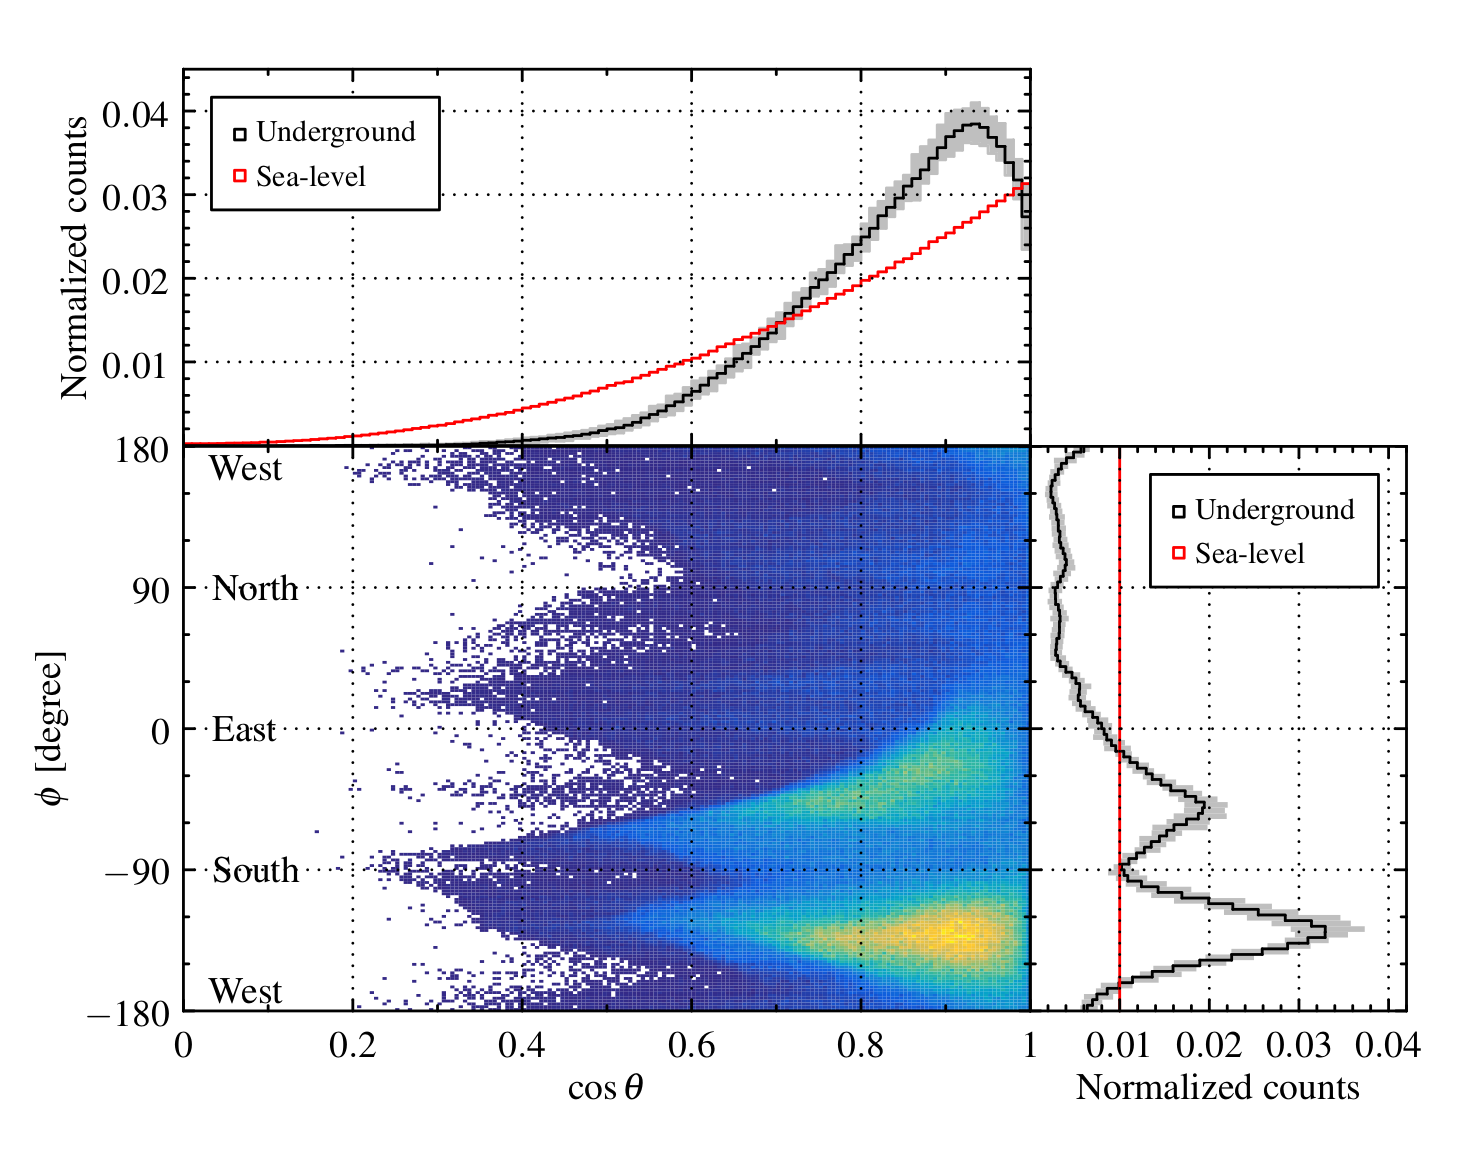 Normalized counts
0.04
0.03
0.02
0.01
Underground
Sea-level
180
90
0
−90
−180
ϕ [degree]
West
North
East
South
West
Underground
Sea-level
0
0.2
0.4
0.6
0.8
1
cos θ
0.01
0.02
0.03
0.04
Normalized counts